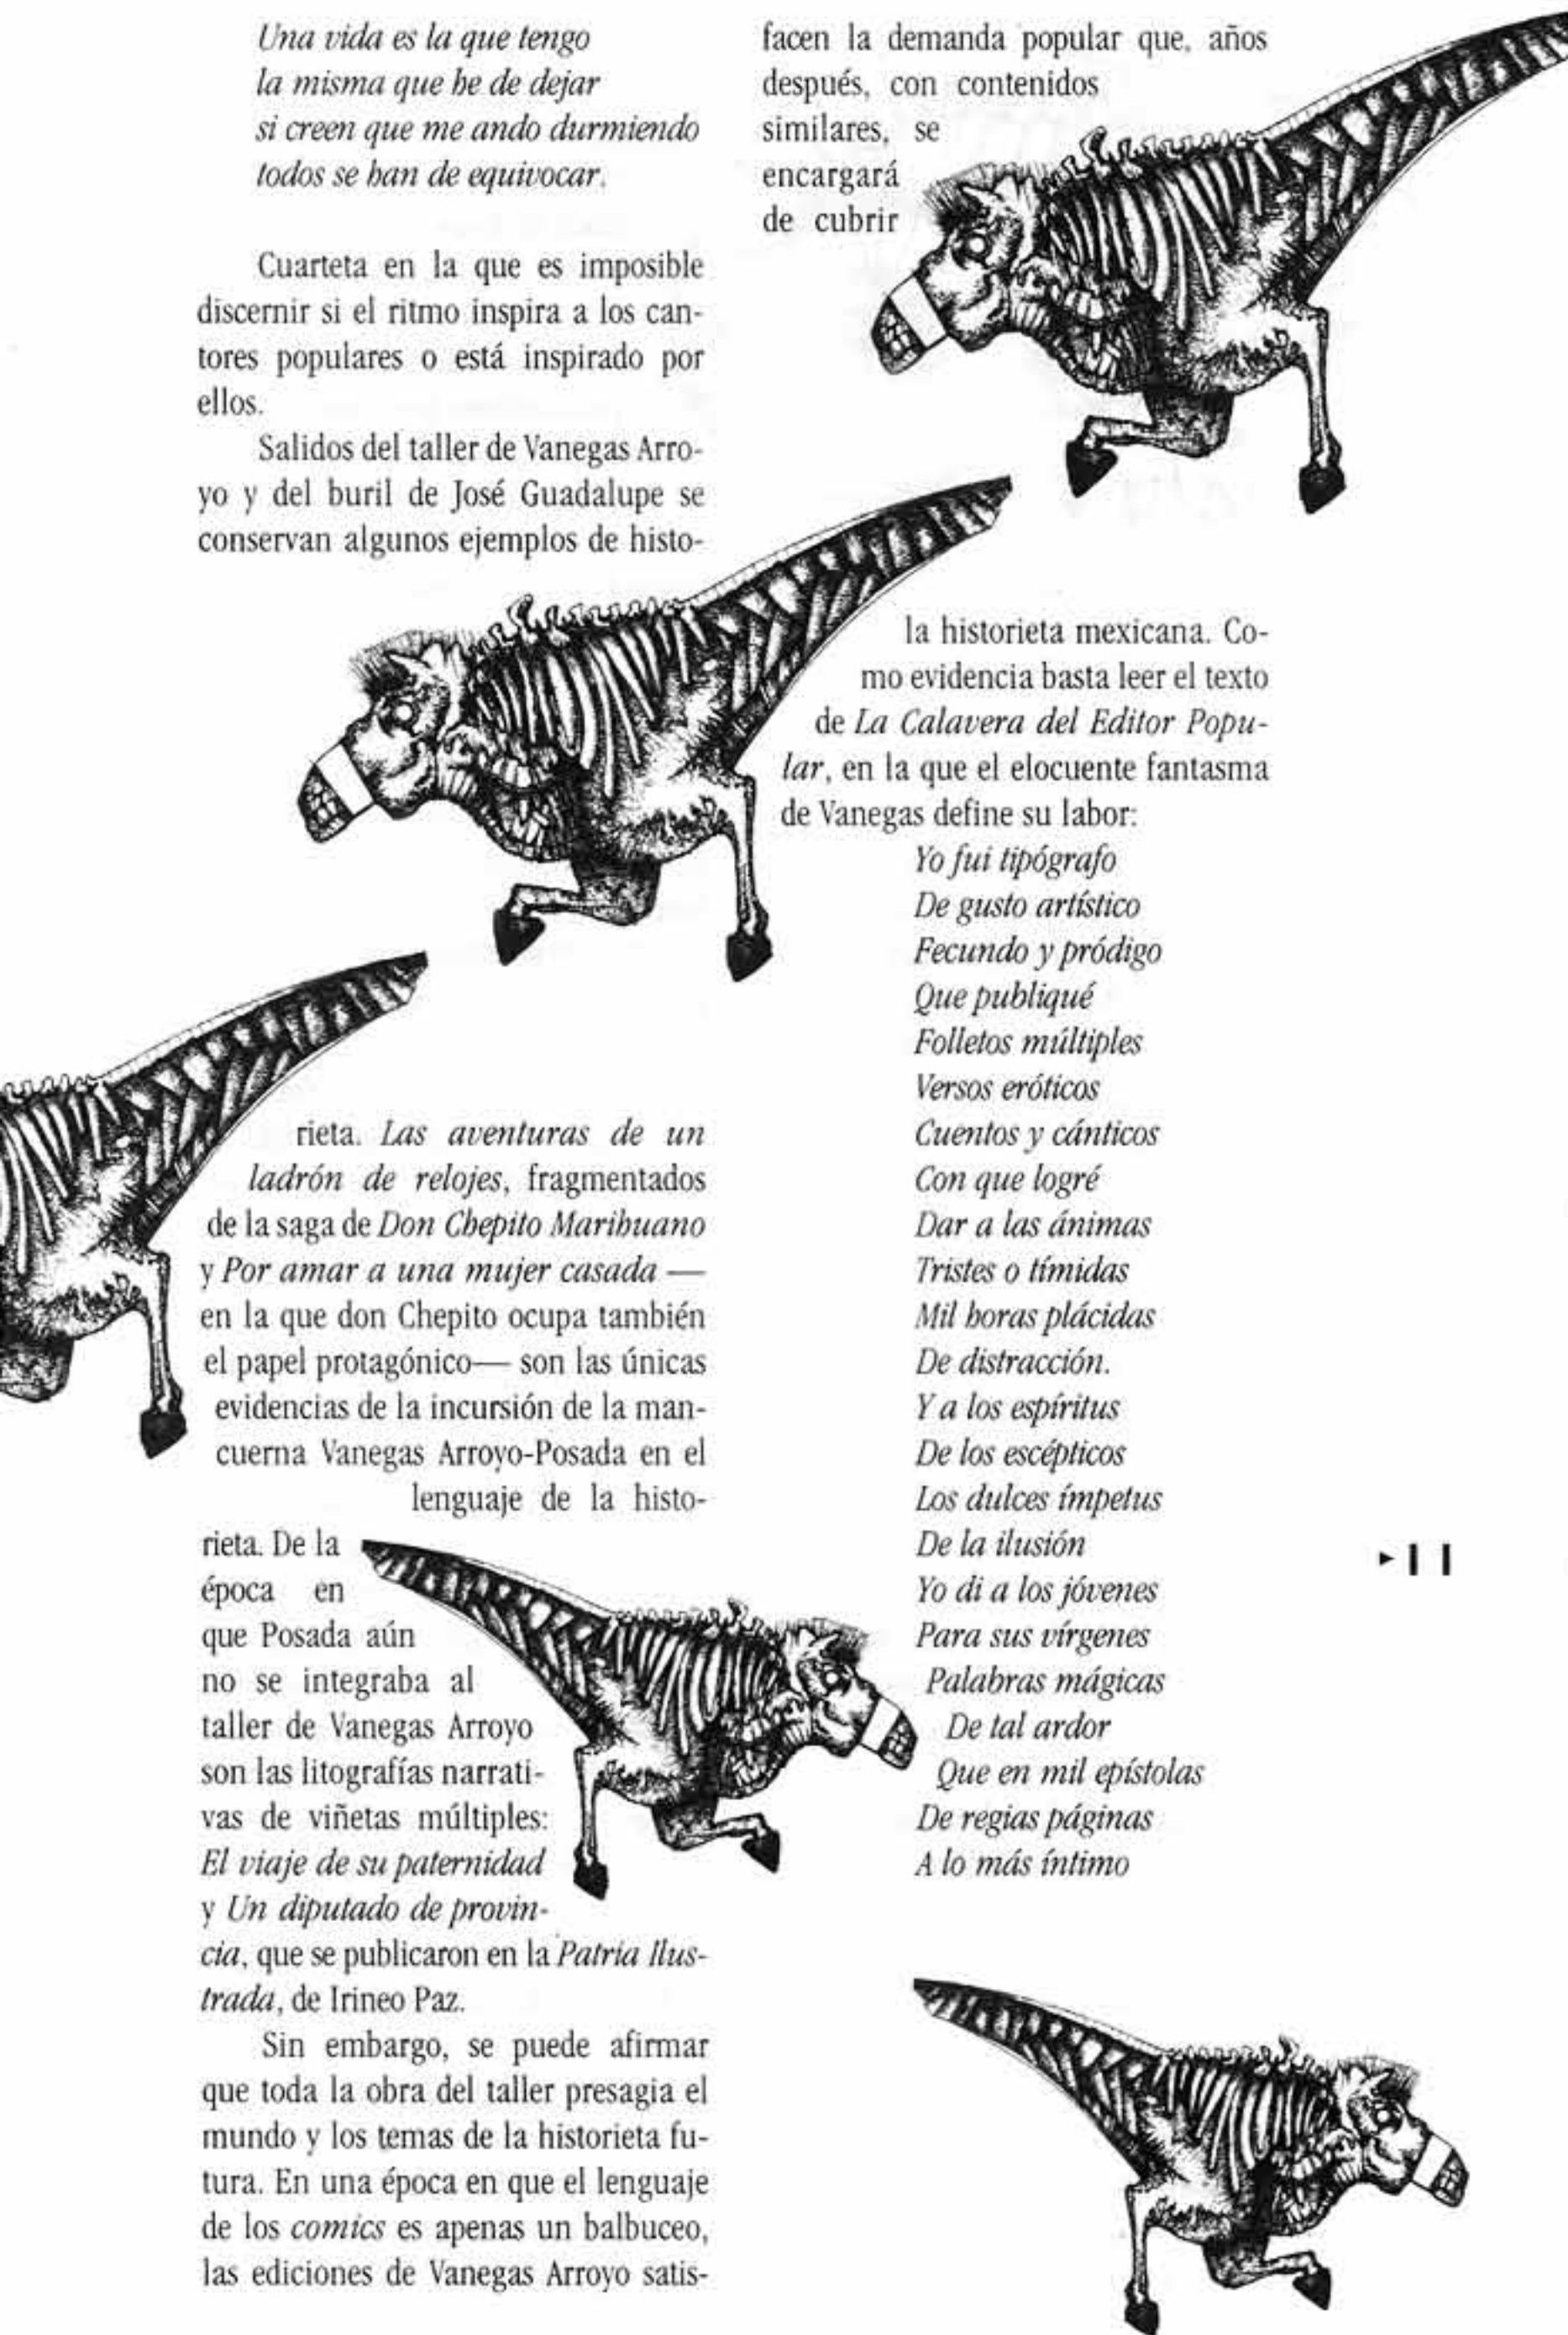 Una vida es la que tengo
la misma que he de dejar
si creen que me ando durmiendo
todos se han de equivocar.
Cuarteta en la que es imposible
discernir si el ritmo inspira a los can-
tores populares o está inspirado por
ellos.
Salidos del taller de Vanegas Arro-
yo y del buril de José Guadalupe se
conservan algunos ejemplos de histo-
rieta. Las aventuras de un
ladrón de relojes, fragmentados
de la saga de Don Chepito Marihuano
y Por amar a una mujer casada —
en la que don Chepito ocupa también
el papel protagónico— son las únicas
evidencias de la incursión de la man-
cuerna Vanegas Arroyo-Posada en el
lenguaje de la histo-
rieta. De la
época en
que Posada aún
no se integraba al
taller de Vanegas Arroyo
son las litografías narrati-
vas de viñetas múltiples:
El viaje de su paternidad
y Un diputado de provin-
cia, que se publicaron en la Patria Ilus-
trada, de Irineo Paz.
Sin embargo, se puede afirmar
que toda la obra del taller presagia el
mundo y los temas de la historieta fu-
tura. En una época en que el lenguaje
de los comics es apenas un balbuceo,
las ediciones de Vanegas Arroyo satis-
facen la demanda popular que, años
después, con contenidos
similares, se
encargará
de cubrir
la historieta mexicana. Co-
mo evidencia basta leer el texto
de La Calavera del Editor Popu-
lar, en la que el elocuente fantasma
de Vanegas define su labor:
Yo fui tipógrafo
De gusto artístico
Fecundo y pródigo
Que publiqué
Folletos múltiples
Versos eróticos
Cuentos y cánticos
Con que logré
Dar a las ánimas
Tristes o tímidas
Mil horas plácidas
De distracción.
Y a los espíritus
De los escépticos
Los dulces ímpetus
De la ilusión
Yo di a los jóvenes
Para sus vírgenes
Palabras mágicas
De tal ardor
Que en mil epístolas
De regias páginas
A lo más íntimo
►11